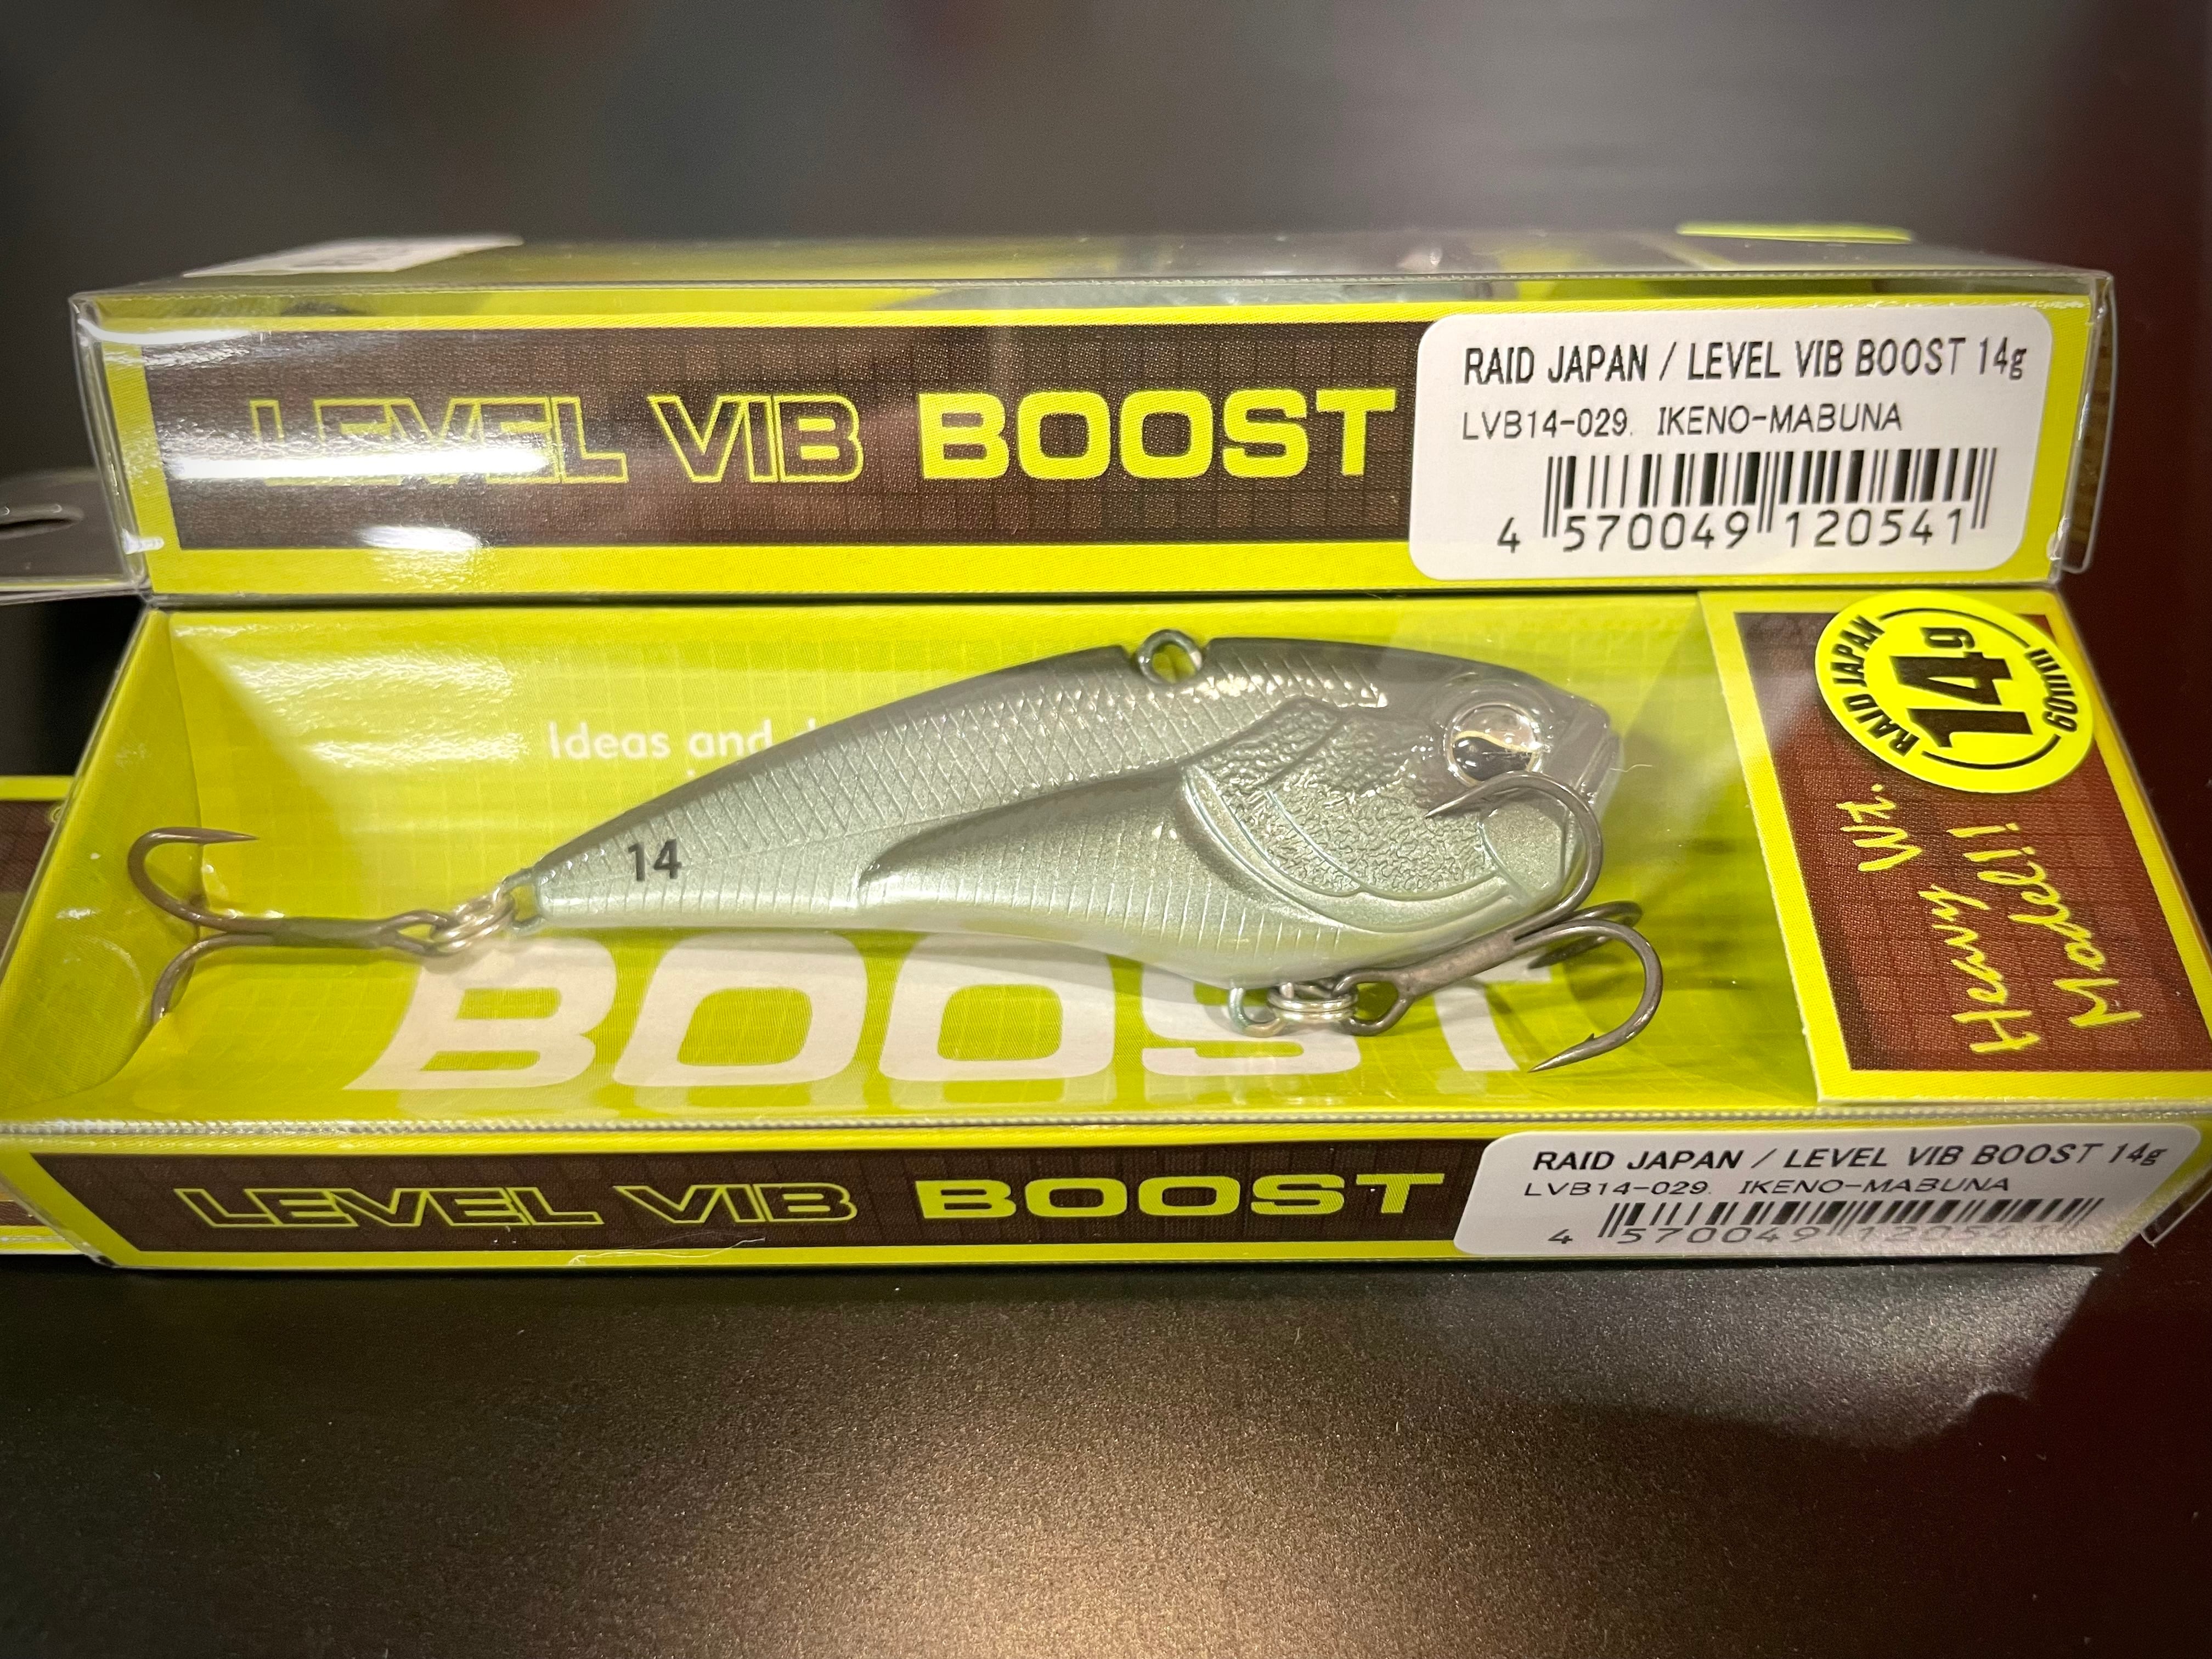 LEVEL VIB BOOST
RAID JAPAN / LEVEL VIB BOOST 14g
LVB14-029. IKENO-MABUNA
4 570049 120541
Ideas and
14
BOOST
RAID JAPAN
14g
60mm
Heavy Wt.
Model!!
LEVEL VIB BOOST
RAID JAPAN / LEVEL VIB BOOST 14g
LVB14-029. IKENO-MABUNA
4 570049